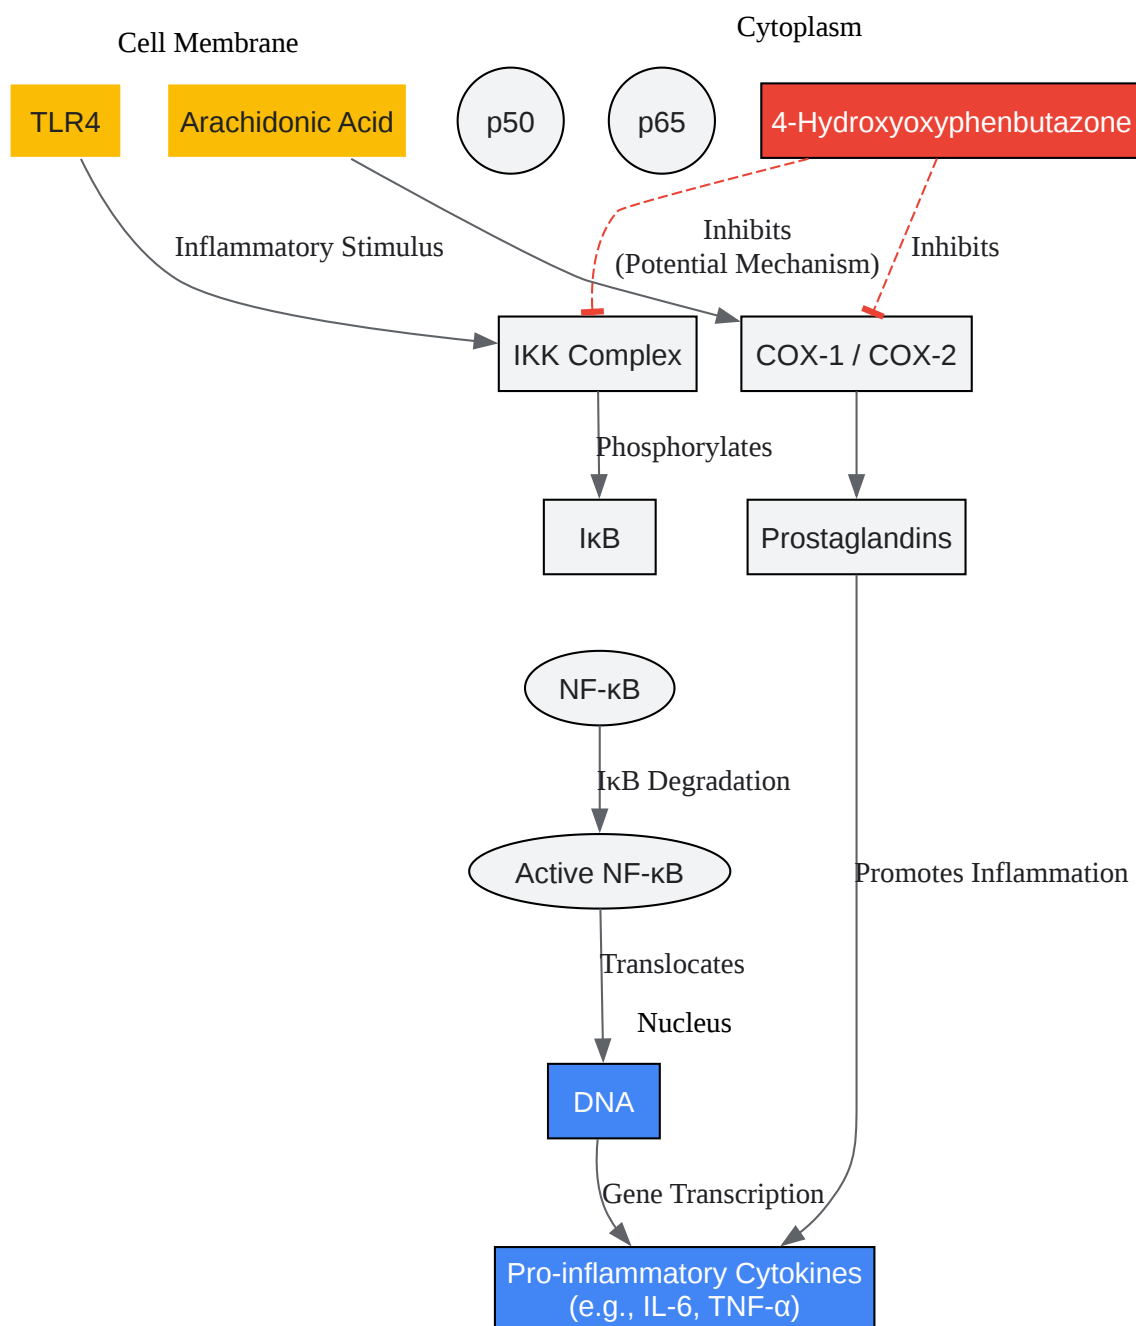 Cell Membrane
Cytoplasm
TLR4
Arachidonic Acid
p50
p65
4-Hydroxyoxyphenbutazone
Inflammatory Stimulus
Inhibits
(Potential Mechanism)
Inhibits
IKK Complex
COX-1 / COX-2
Phosphorylates
IκB
Prostaglandins
NF-κB
IκB Degradation
Active NF-κB
Promotes Inflammation
Translocates
Nucleus
DNA
Gene Transcription
Pro-inflammatory Cytokines
(e.g., IL-6, TNF-α)